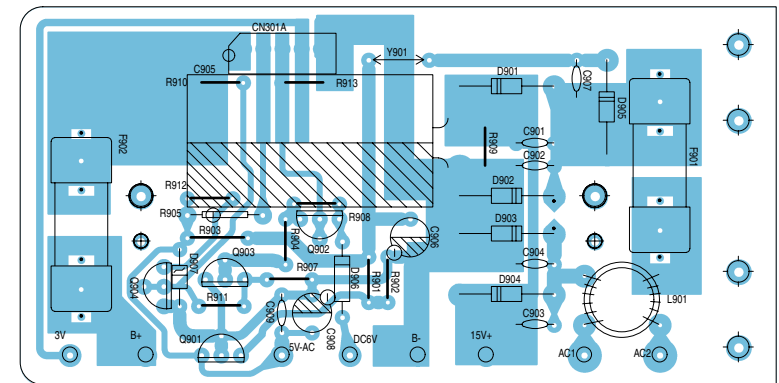 CN301A
Y901
C905
R910
R913
D901
C907
D905
F902
R909
C901
F901
C902
R912
D902
R905
R908
C906
R903
R904
Q902
D903
Q903
D907
R907
D906
R901
R902
C904
Q904
R911
D904
L901
C909
C908
C903
Q901
3V
B+
5V-AC
DC6V
B-
15V+
AC1
AC2